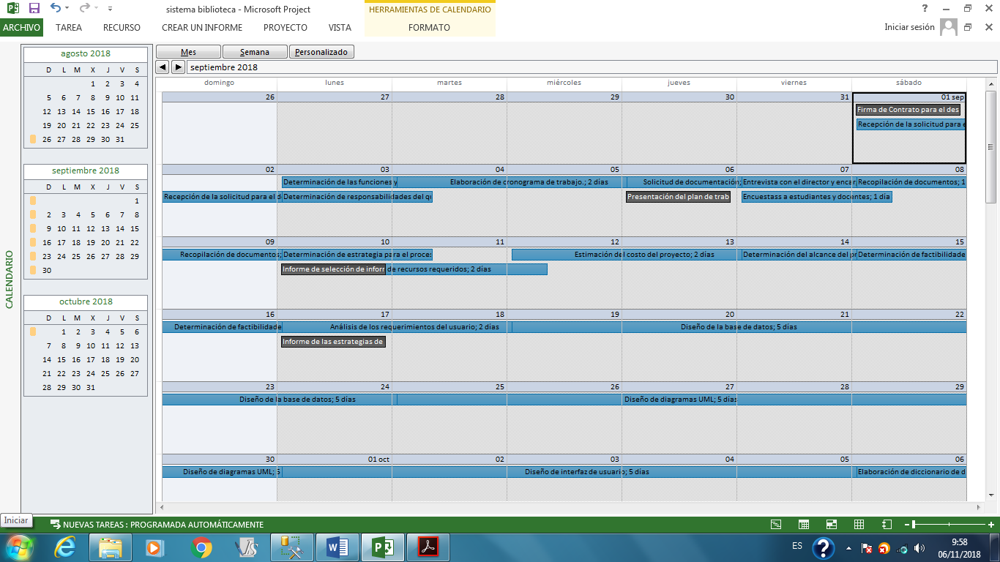 sistema biblioteca - Microsoft Project
HERRAMIENTAS DE CALENDARIO
ARCHIVO TAREA RECURSO CREAR UN INFORME PROYECTO VISTA FORMATO Iniciar sesión
Mes Semana Personalizado
septiembre 2018
agosto 2018
D L M X J V S
1 2 3 4
5 6 7 8 9 10 11
12 13 14 15 16 17 18
19 20 21 22 23 24 25
26 27 28 29 30 31
septiembre 2018
D L M X J V S
1
2 3 4 5 6 7 8
9 10 11 12 13 14 15
16 17 18 19 20 21 22
23 24 25 26 27 28 29
30
octubre 2018
D L M X J V S
1 2 3 4 5 6
7 8 9 10 11 12 13
14 15 16 17 18 19 20
21 22 23 24 25 26 27
28 29 30 31
CALENDARIO
domingo lunes martes miércoles jueves viernes sábado
26 27 28 29 30 31 01 sep
Firma de Contrato para el des
Recepción de la solicitud para e
02 03 04 05 06 07 08
Determinación de las funciones y Elaboración de cronograma de trabajo.; 2 días Solicitud de documentación; Entrevista con el director y encar Recopilación de documentos; 1
Recepción de la solicitud para el d Determinación de responsabilidades del qu Presentación del plan de trab Encuestass a estudiantes y docentes; 1 día
09 10 11 12 13 14 15
Recopilación de documentos; Determinación de estrategia para el proces Estimación del costo del proyecto; 2 días Determinación del alcance del pr Determinación de factibilidade
Informe de selección de inform de recursos requeridos; 2 días
16 17 18 19 20 21 22
Determinación de factibilidade Análisis de los requerimientos del usuario; 2 días Diseño de la base de datos; 5 días
Informe de las estrategias de
23 24 25 26 27 28 29
Diseño de la base de datos; 5 días Diseño de diagramas UML; 5 días
30 01 oct 02 03 04 05 06
Diseño de diagramas UML; 5 Diseño de interfaz de usuario; 5 días Elaboración de diccionario de d
Iniciar
NUEVAS TAREAS : PROGRAMADA AUTOMÁTICAMENTE
ES
9:58
06/11/2018